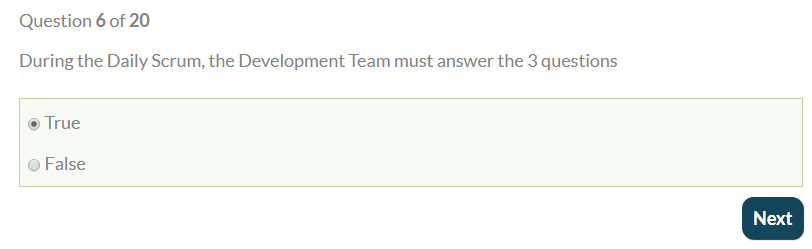 Question 6 of 20
During the Daily Scrum, the Development Team must answer the 3 questions
True
False
Next